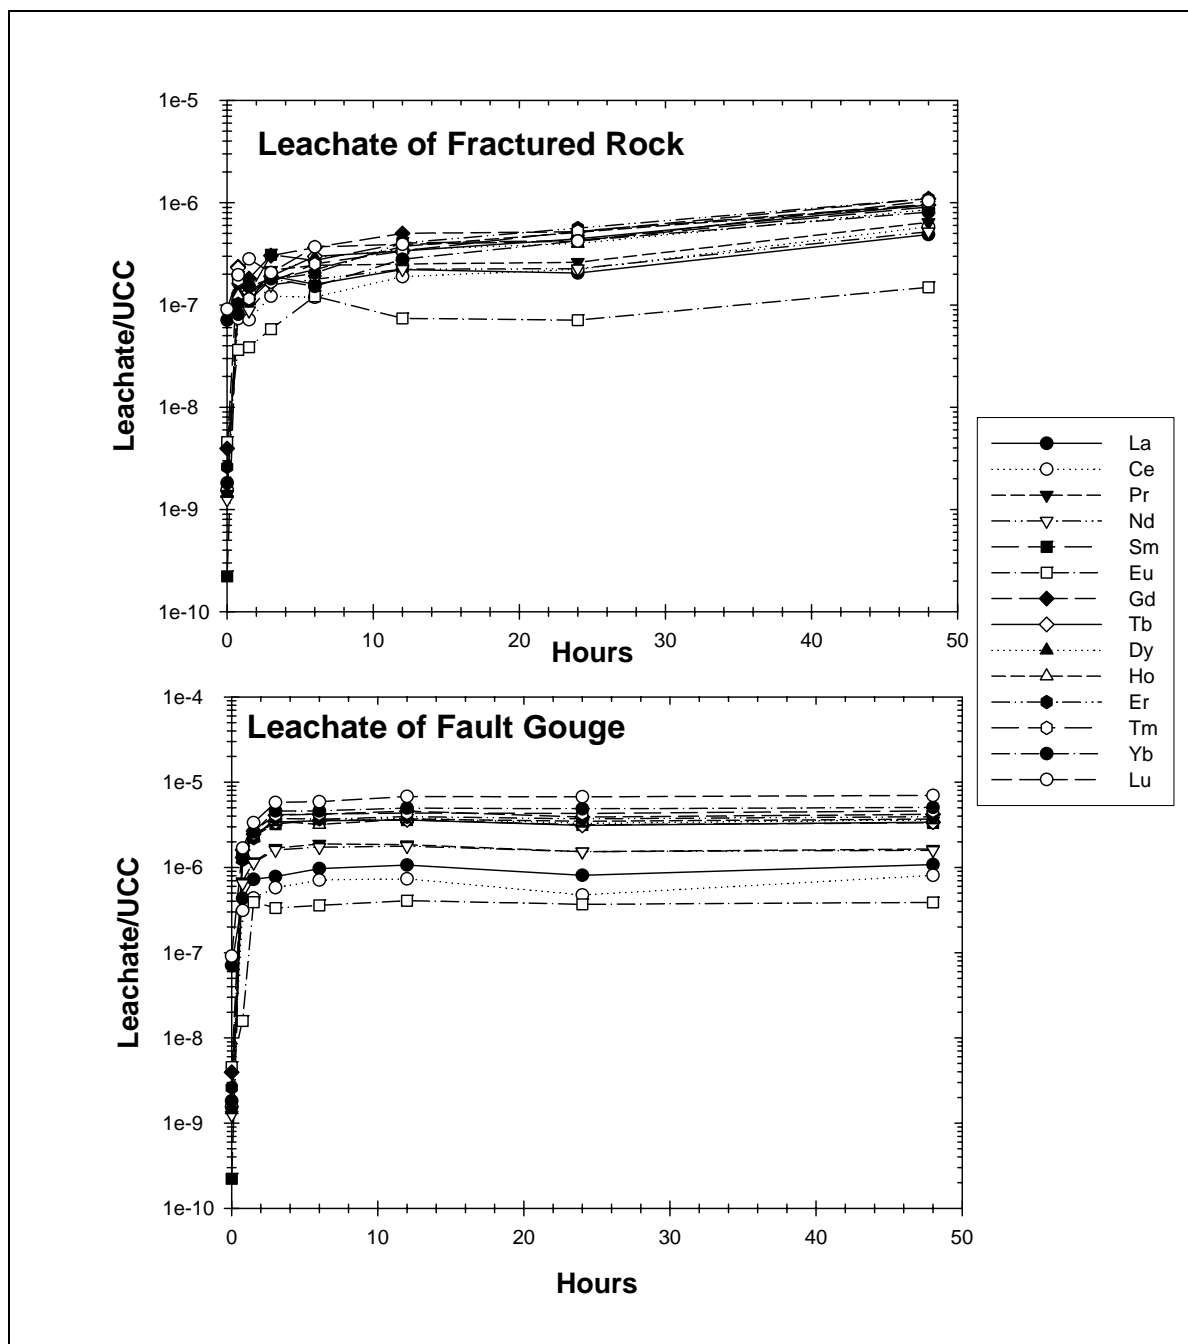 1e-5
Leachate of Fractured Rock
1e-6
1e-7
1e-8
1e-9
1e-10
Leachate/UCC
0 10 20 30 40 50
Hours
La
Ce
Pr
Nd
Sm
Eu
Gd
Tb
Dy
Ho
Er
Tm
Yb
Lu
1e-4
Leachate of Fault Gouge
1e-5
1e-6
1e-7
1e-8
1e-9
1e-10
Leachate/UCC
0 10 20 30 40 50
Hours